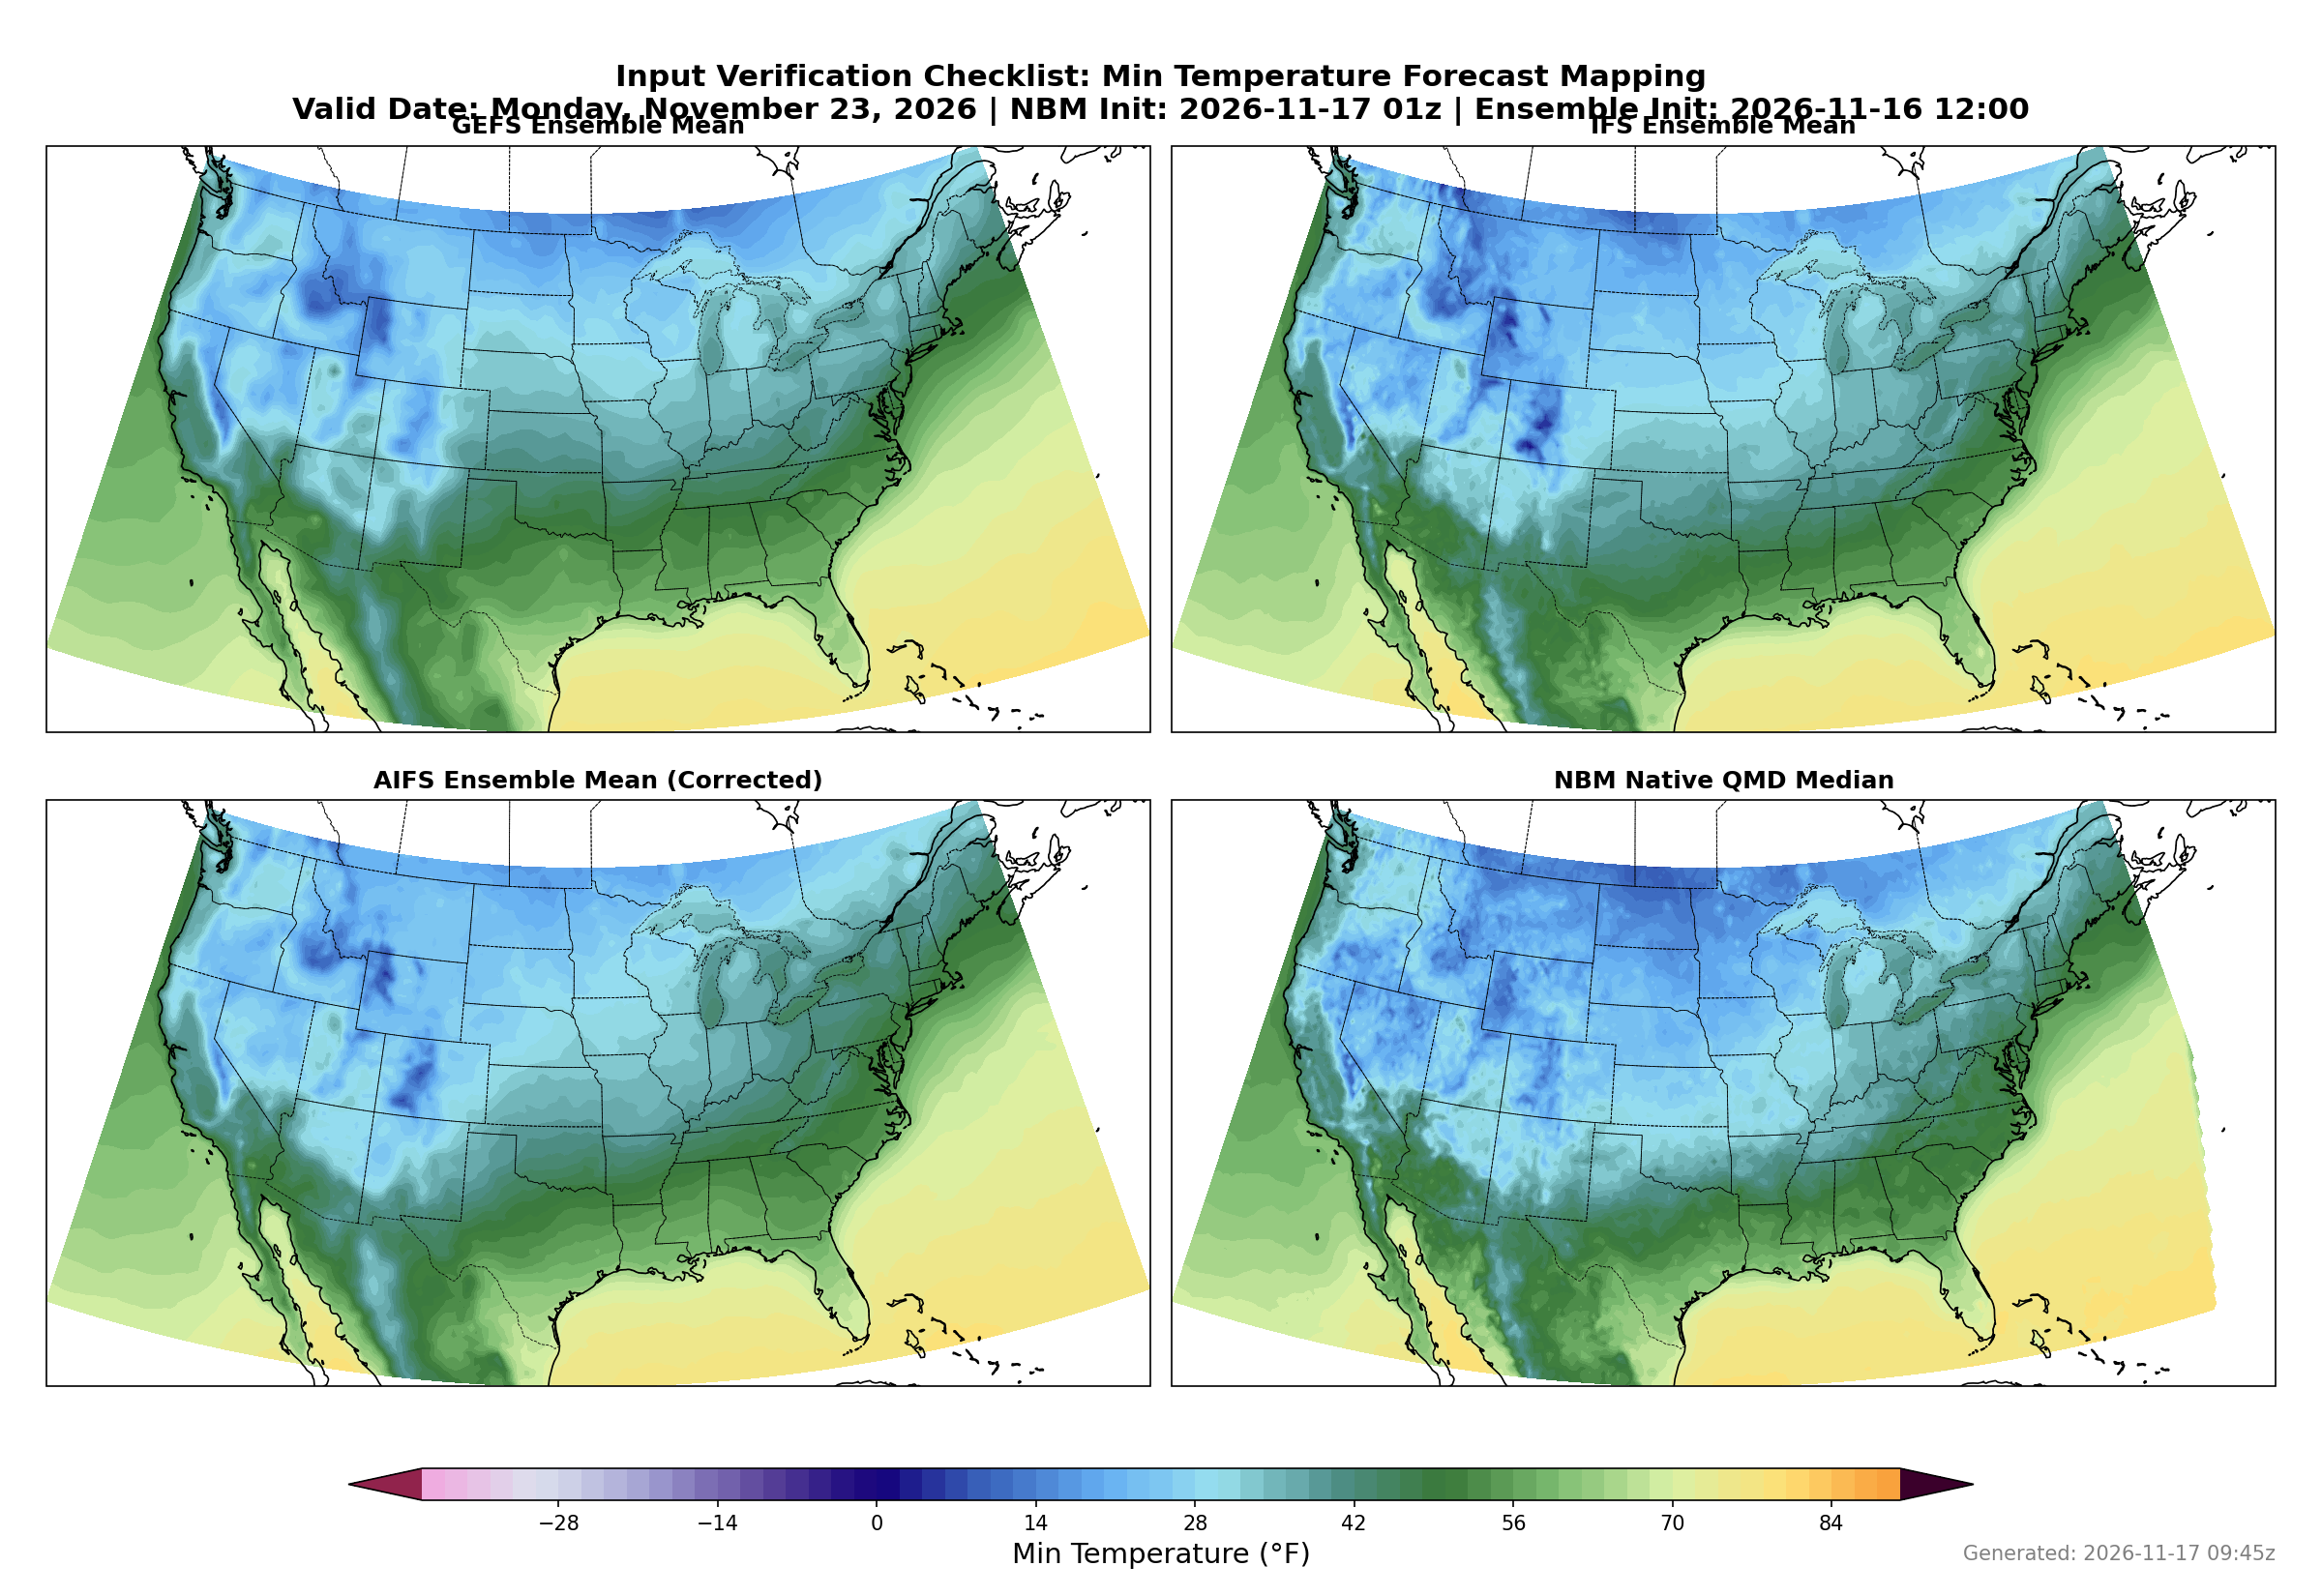 Input Verification Checklist: Min Temperature Forecast Mapping
Valid Date: Monday, November 23, 2026 | NBM Init: 2026-11-17 01z | Ensemble Init: 2026-11-16 12:00
GEFS Ensemble Mean
IFS Ensemble Mean
AIFS Ensemble Mean (Corrected)
NBM Native QMD Median
−28 −14 0 14 28 42 56 70 84
Min Temperature (°F)
Generated: 2026-11-17 09:45z